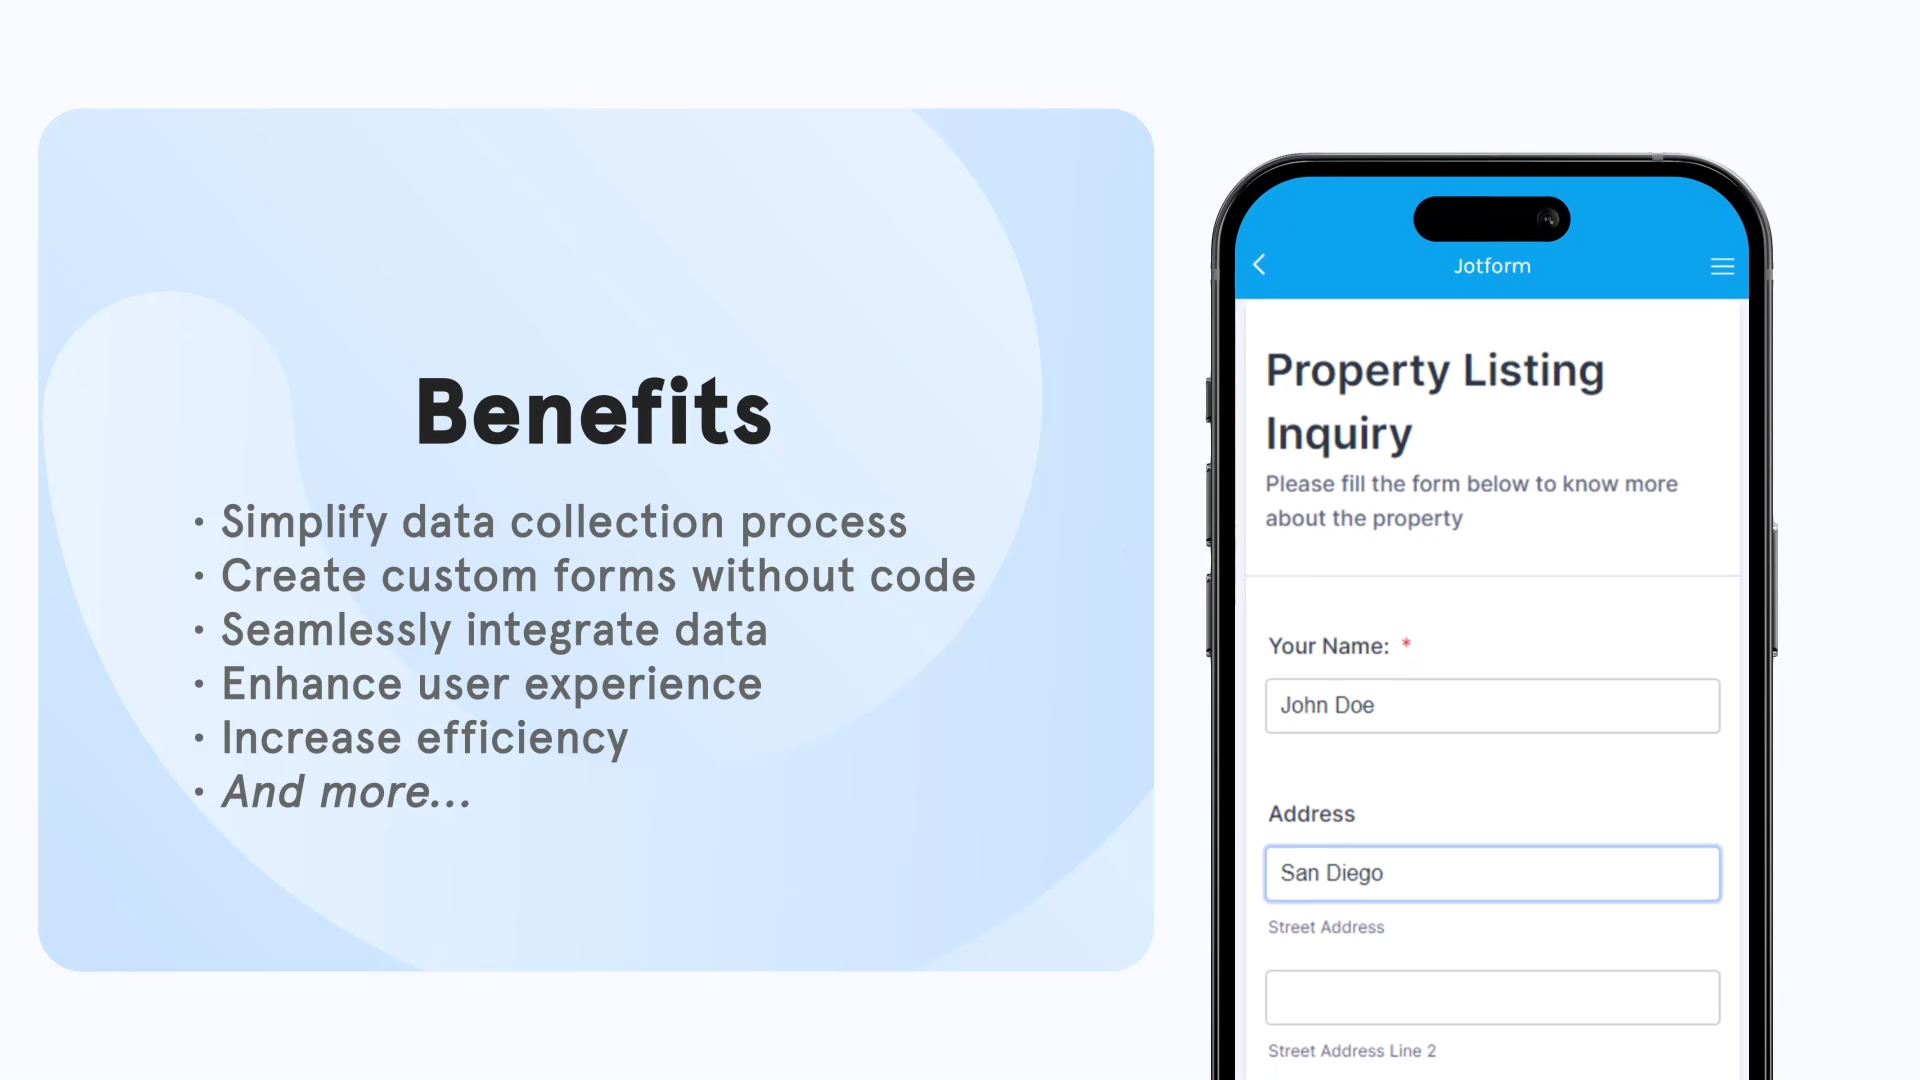 Benefits
• Simplify data collection process
• Create custom forms without code
• Seamlessly integrate data
• Enhance user experience
• Increase efficiency
• And more...
Jotform
Property Listing
Inquiry
Please fill the form below to know more
about the property
Your Name: *
John Doe
Address
San Diego
Street Address
Street Address Line 2